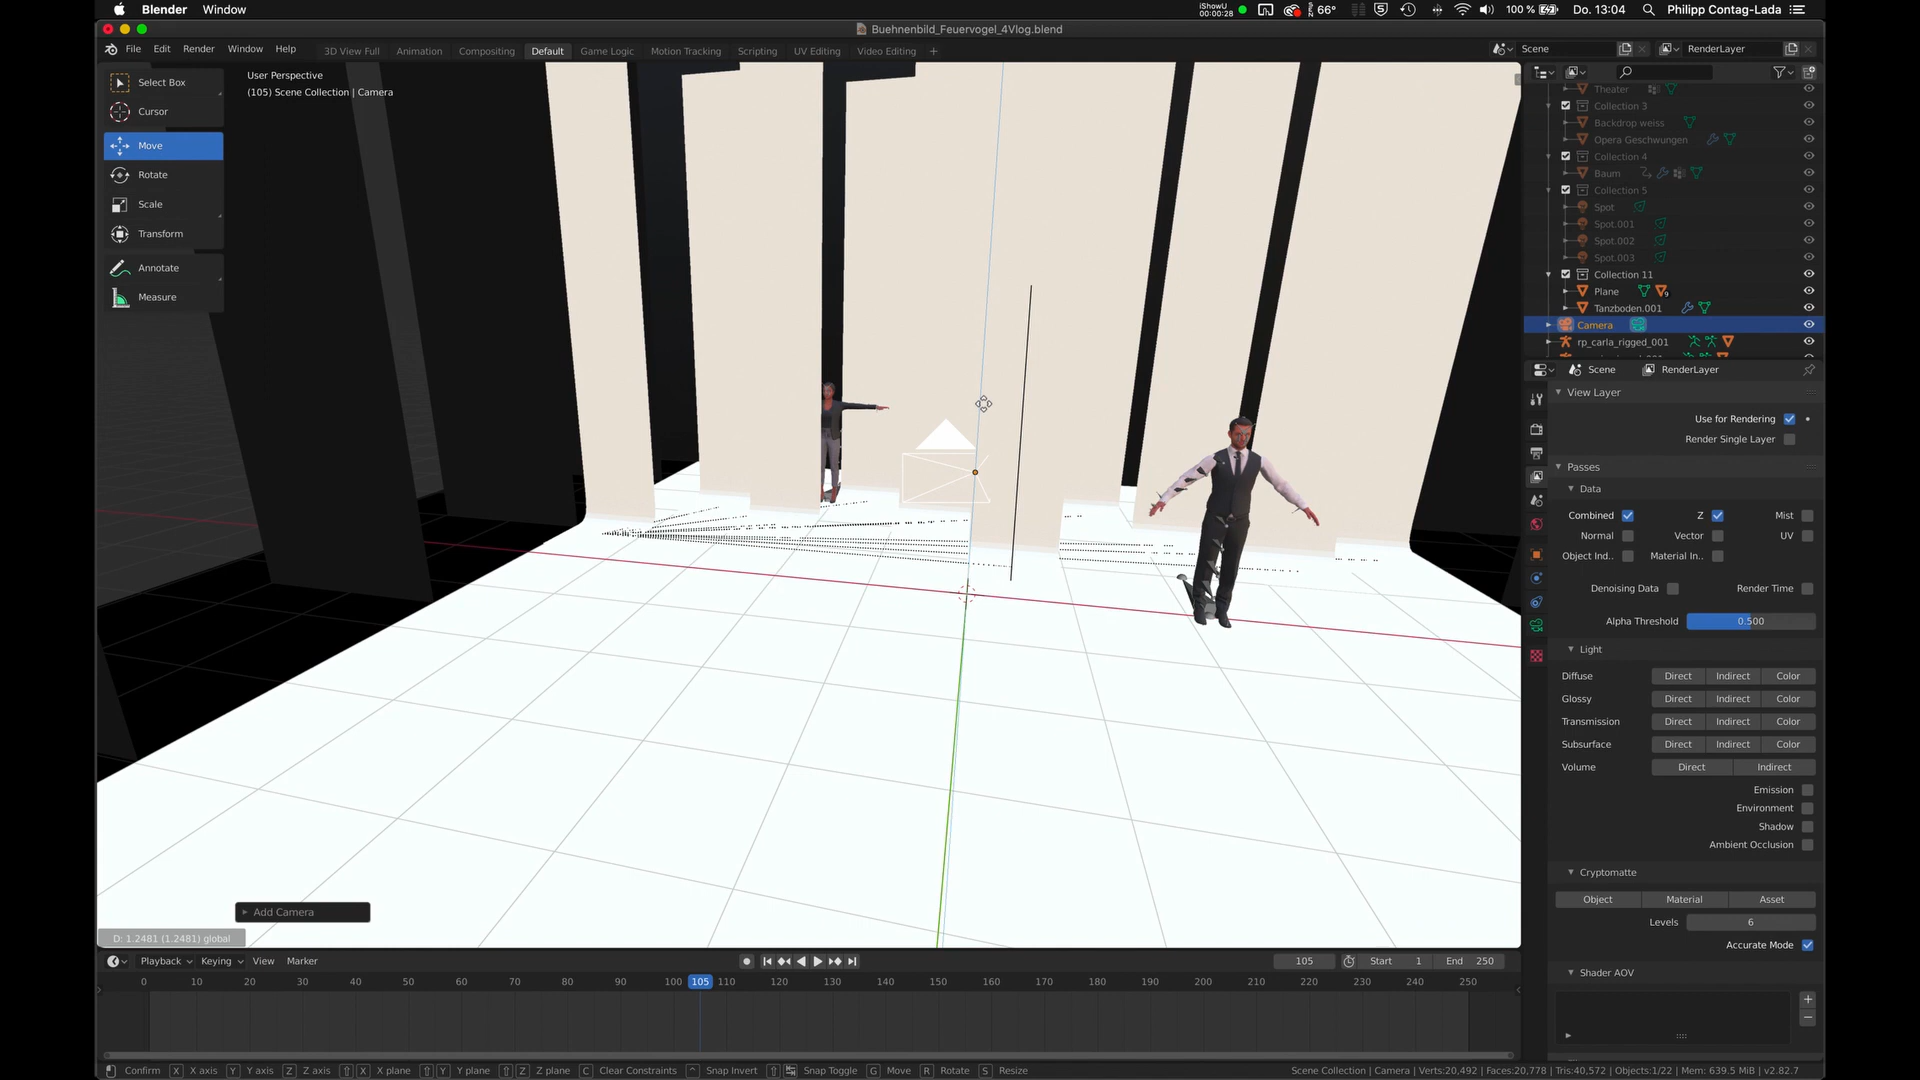 Blender Window
iShowU
00:00:28
66°
100 %
Do. 13:04
Philipp Contag-Lada
Buehnenbild_Feuervogel_4Vlog.blend
File Edit Render Window Help
3D View Full Animation Compositing Default Game Logic Motion Tracking Scripting UV Editing Video Editing +
Scene
RenderLayer
Select Box
Cursor
Move
Rotate
Scale
Transform
Annotate
Measure
User Perspective
(105) Scene Collection | Camera
Theater
Collection 3
Backdrop weiss
Opera Geschwungen
Collection 4
Baum
Collection 5
Spot
Spot.001
Spot.002
Spot.003
Collection 11
Plane
Tanzboden.001
Camera
rp_carla_rigged_001
Scene RenderLayer
View Layer
Use for Rendering
Render Single Layer
Passes
Data
Combined Z Mist
Normal Vector UV
Object Ind.. Material In..
Denoising Data Render Time
Alpha Threshold 0.500
Light
Diffuse Direct Indirect Color
Glossy Direct Indirect Color
Transmission Direct Indirect Color
Subsurface Direct Indirect Color
Volume Direct Indirect
Emission
Environment
Shadow
Ambient Occlusion
Cryptomatte
Object Material Asset
Levels 6
Accurate Mode
Shader AOV
Add Camera
D: 1.2481 (1.2481) global
Playback Keying View Marker
105 Start 1 End 250
0 10 20 30 40 50 60 70 80 90 100 105 110 120 130 140 150 160 170 180 190 200 210 220 230 240 250
Confirm X X axis Y Y axis Z Z axis X X plane Y Y plane Z Z plane C Clear Constraints Snap Invert Snap Toggle G Move R Rotate S Resize
Scene Collection | Camera | Verts:20,492 | Faces:20,778 | Tris:40,572 | Objects:1/22 | Mem: 639.5 MiB | v2.82.7